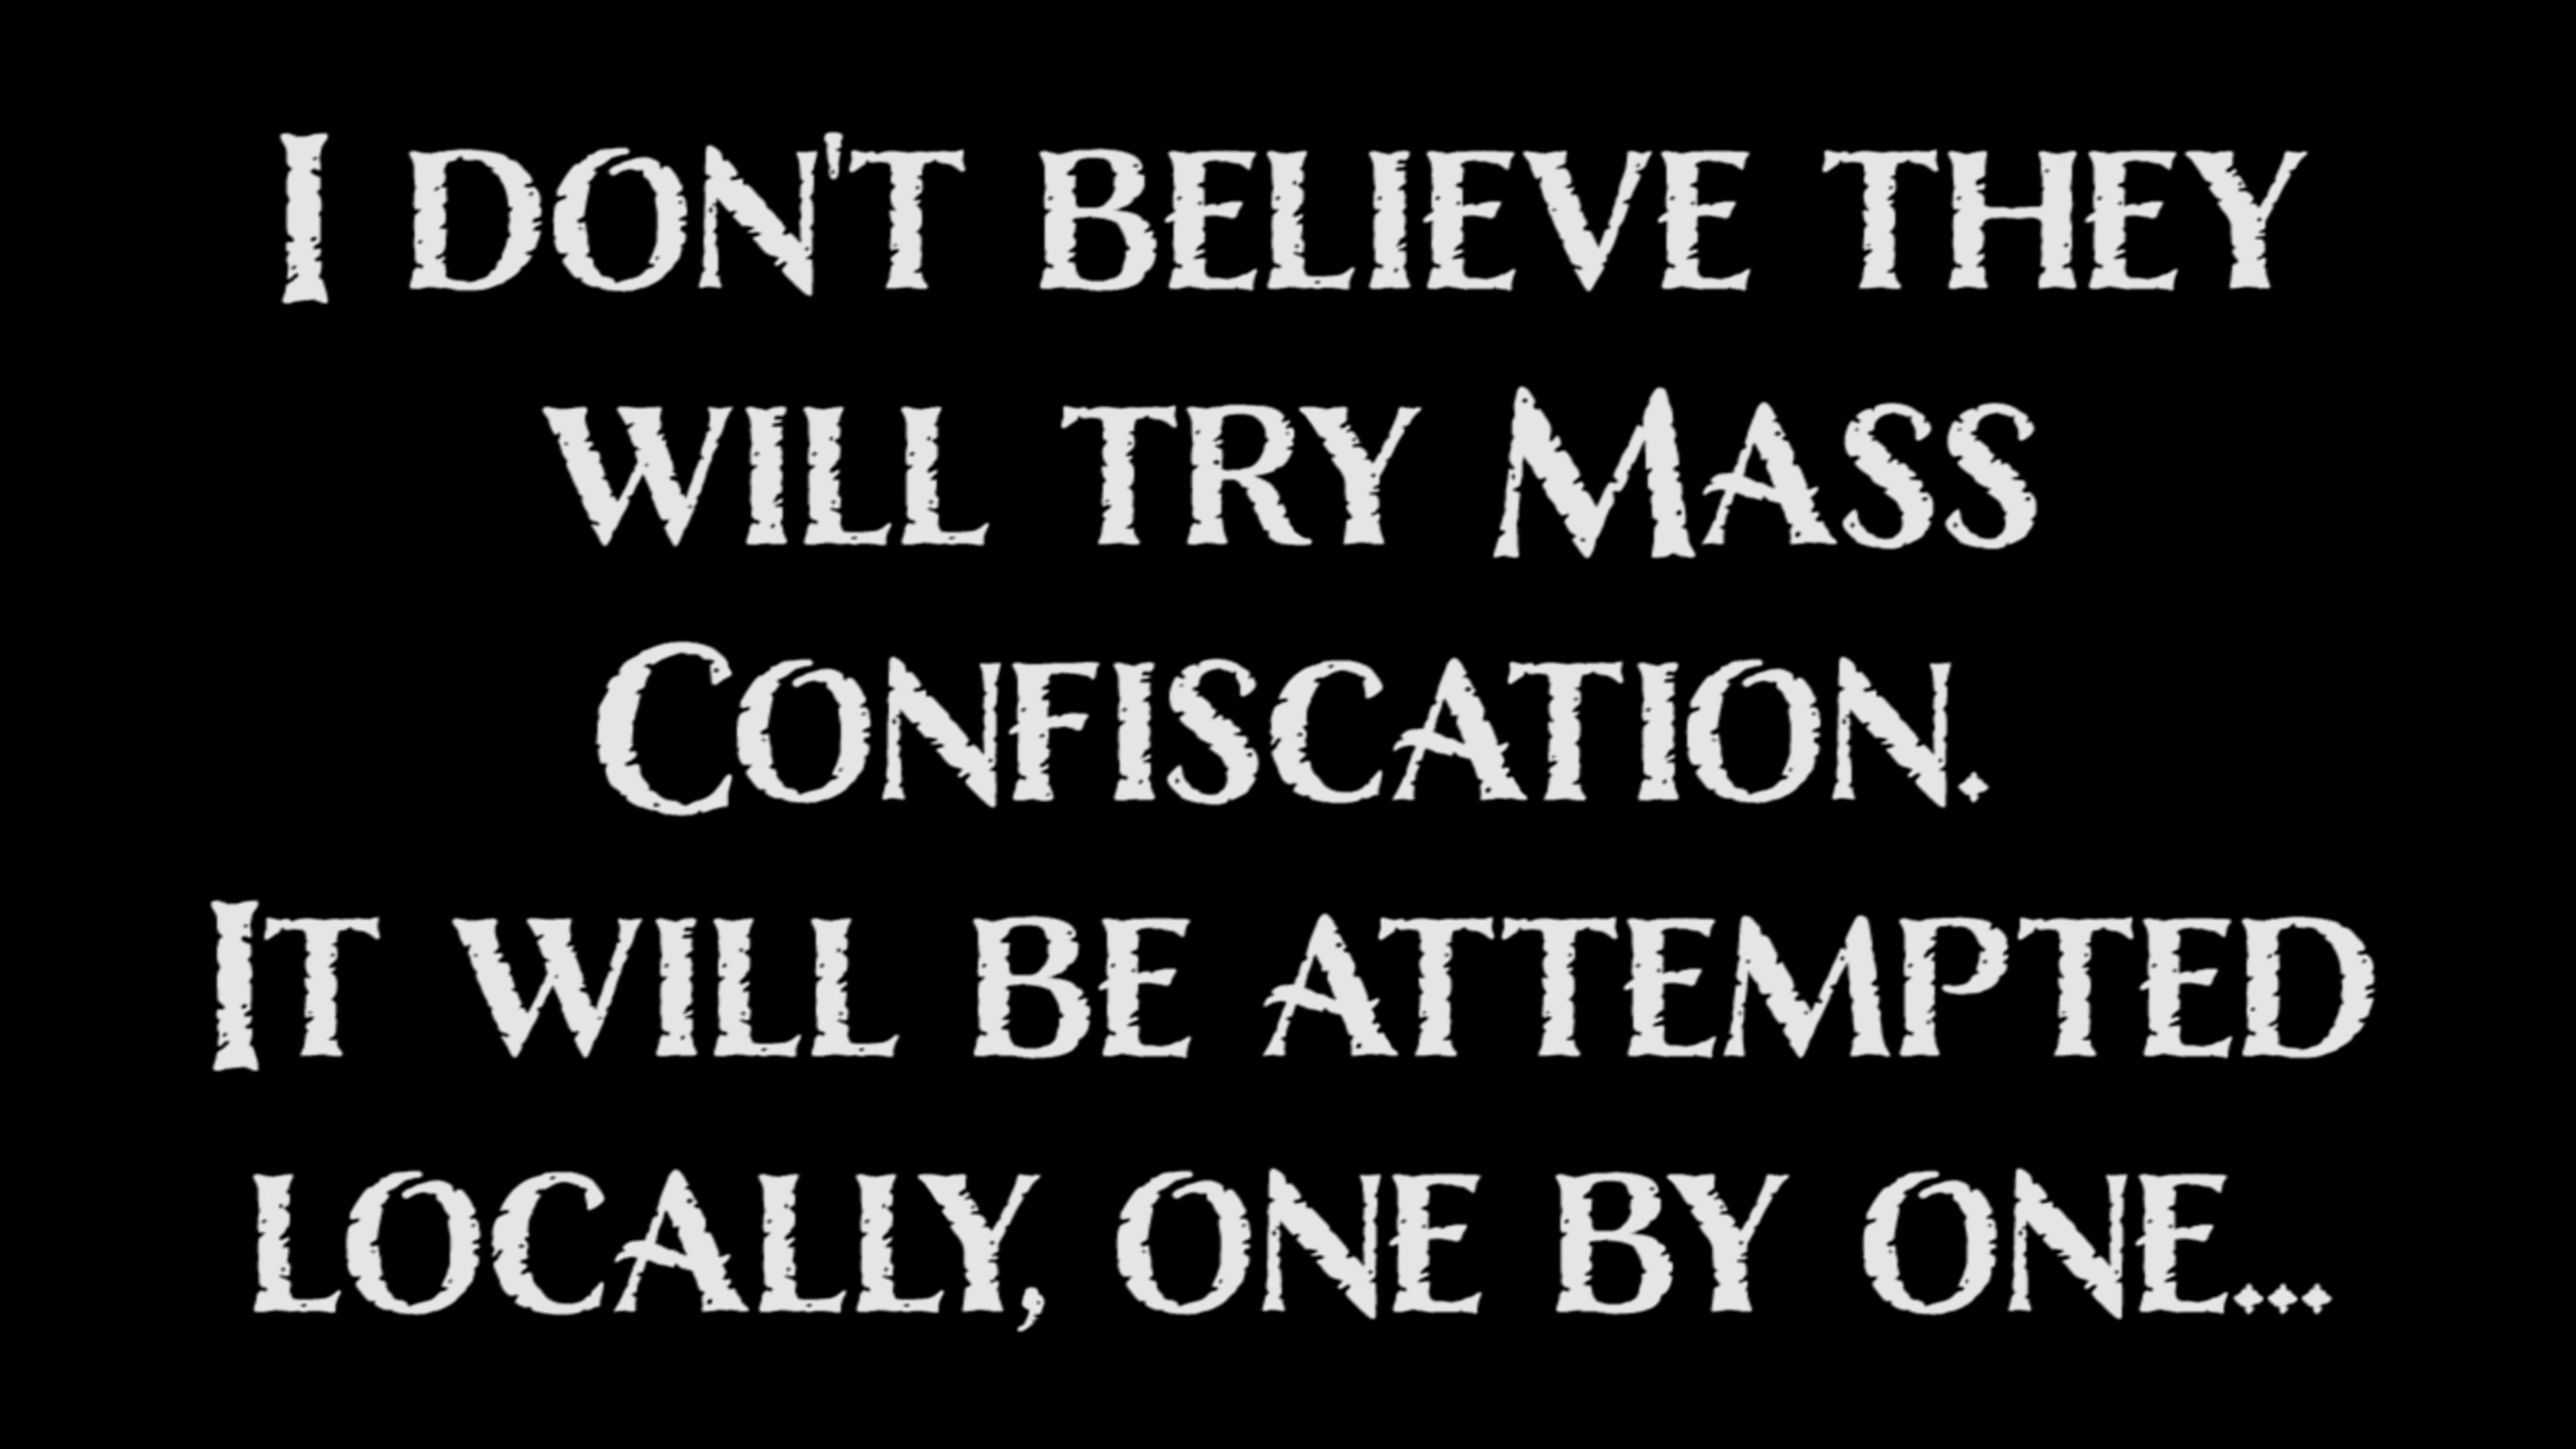 I don't believe they
will try Mass
Confiscation.
It will be attempted
locally, one by one...